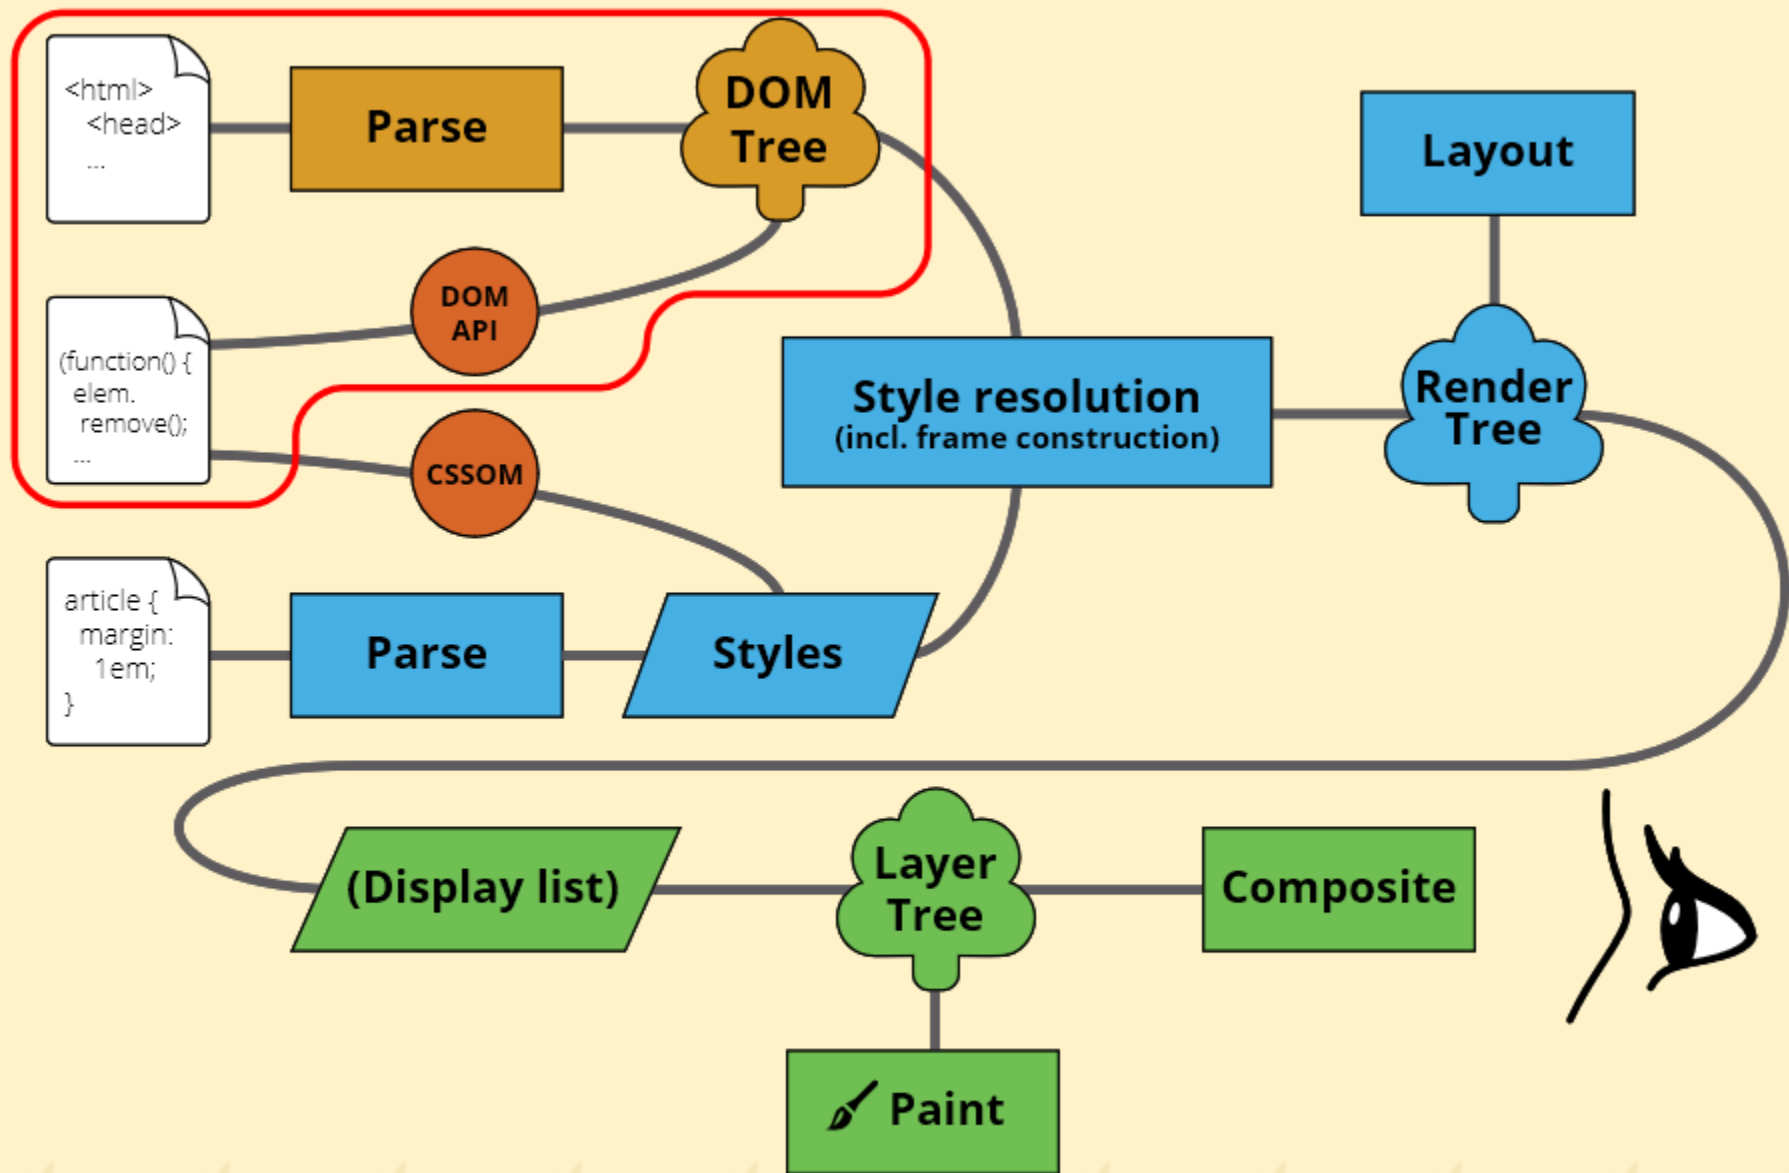 <html>
<head>
...
Parse
DOM
Tree
Layout
DOM
API
(function() {
elem.
remove();
...
Style resolution
(incl. frame construction)
Render
Tree
CSSOM
article {
margin:
1em;
}
Parse
Styles
(Display list)
Layer
Tree
Composite
Paint